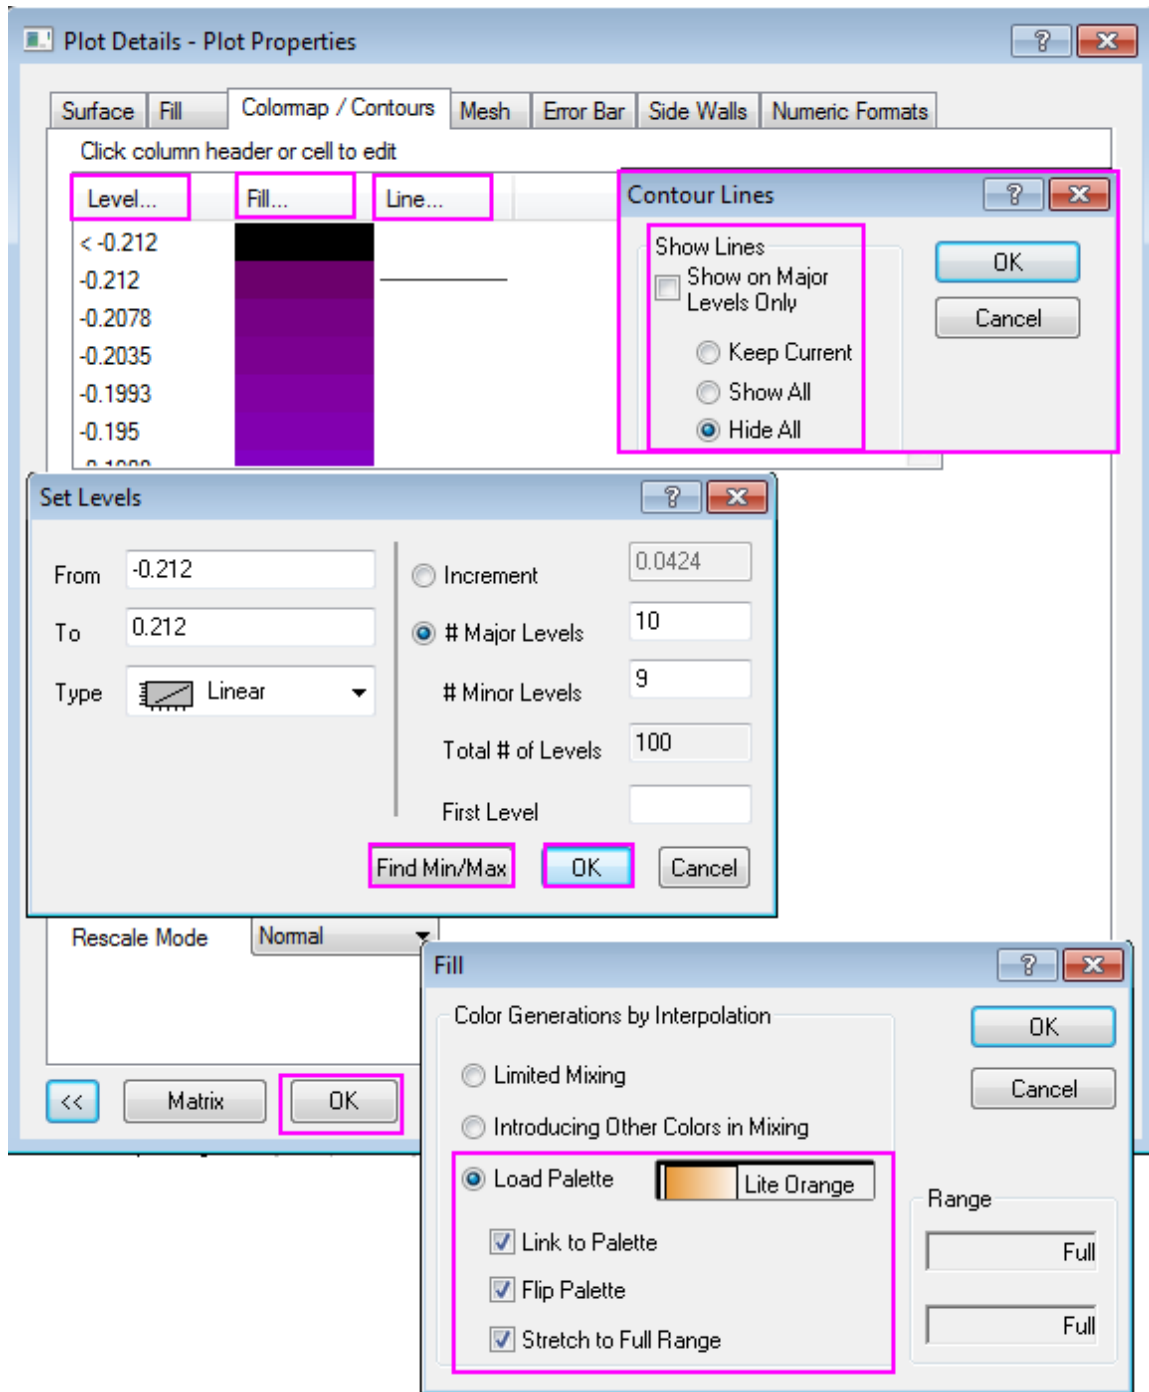 Plot Details - Plot Properties
Surface Fill Colormap / Contours Mesh Error Bar Side Walls Numeric Formats
Click column header or cell to edit
Level... Fill... Line...
< -0.212
-0.212
-0.2078
-0.2035
-0.1993
-0.195
Contour Lines
Show Lines
Show on Major
Levels Only
Keep Current
Show All
Hide All
OK
Cancel
Set Levels
From -0.212
To 0.212
Type Linear
Increment 0.0424
# Major Levels 10
# Minor Levels 9
Total # of Levels 100
First Level
Find Min/Max OK Cancel
Rescale Mode Normal
<< Matrix OK
Fill
Color Generations by Interpolation
Limited Mixing
Introducing Other Colors in Mixing
Load Palette Lite Orange
Link to Palette
Flip Palette
Stretch to Full Range
OK
Cancel
Range
Full
Full